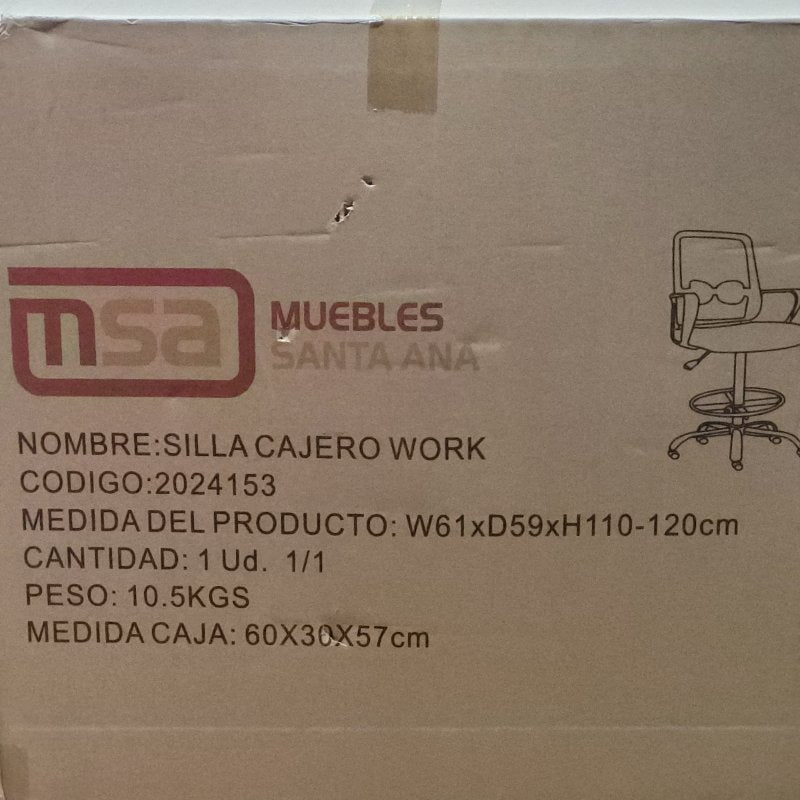 msa
MUEBLES
SANTA ANA
NOMBRE:SILLA CAJERO WORK
CODIGO:2024153
MEDIDA DEL PRODUCTO: W61xD59xH110-120cm
CANTIDAD: 1 Ud. 1/1
PESO: 10.5KGS
MEDIDA CAJA: 60X30X57cm